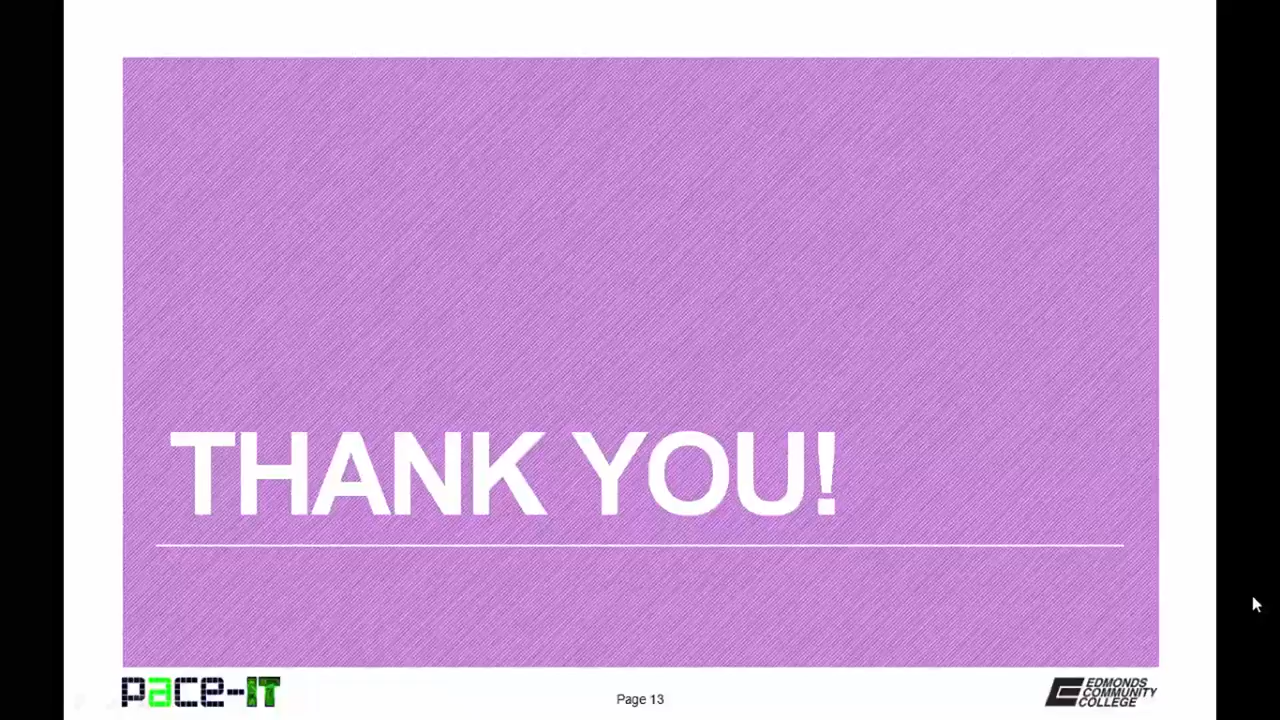 THANK YOU!
pace-IT
Page 13
EDMONDS
COMMUNITY
COLLEGE